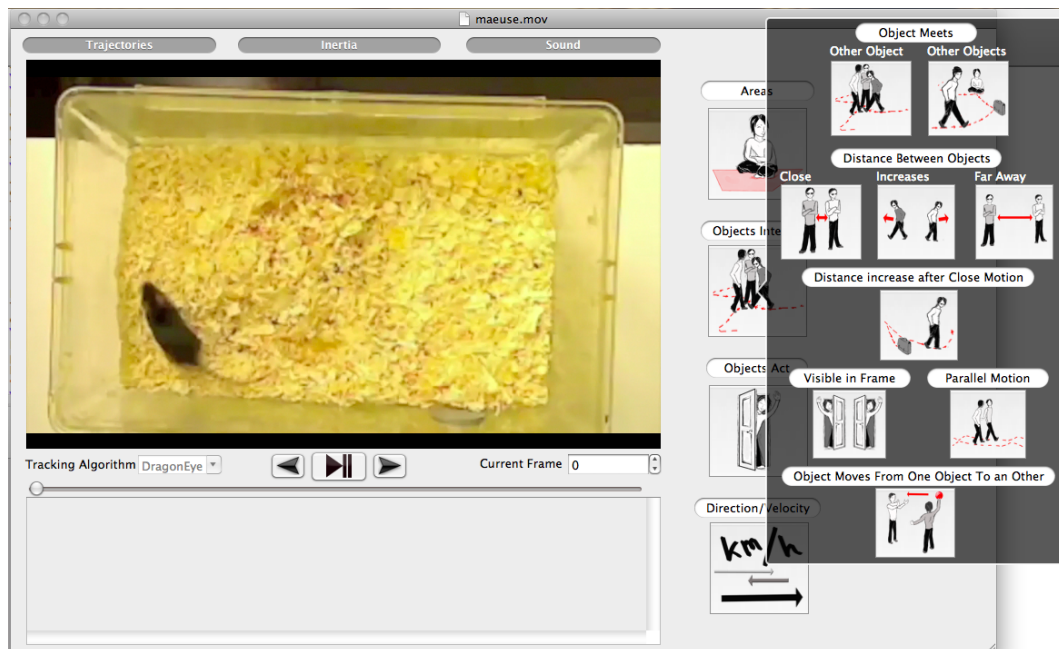 maeuse.mov
Trajectories
Inertia
Sound
Tracking Algorithm
DragonEye
Current Frame
0
Areas
Objects Inte
Objects Act
Direction/Velocity
km/h
Object Meets
Other Object
Other Objects
Distance Between Objects
Close
Increases
Far Away
Distance increase after Close Motion
Visible in Frame
Parallel Motion
Object Moves From One Object To an Other